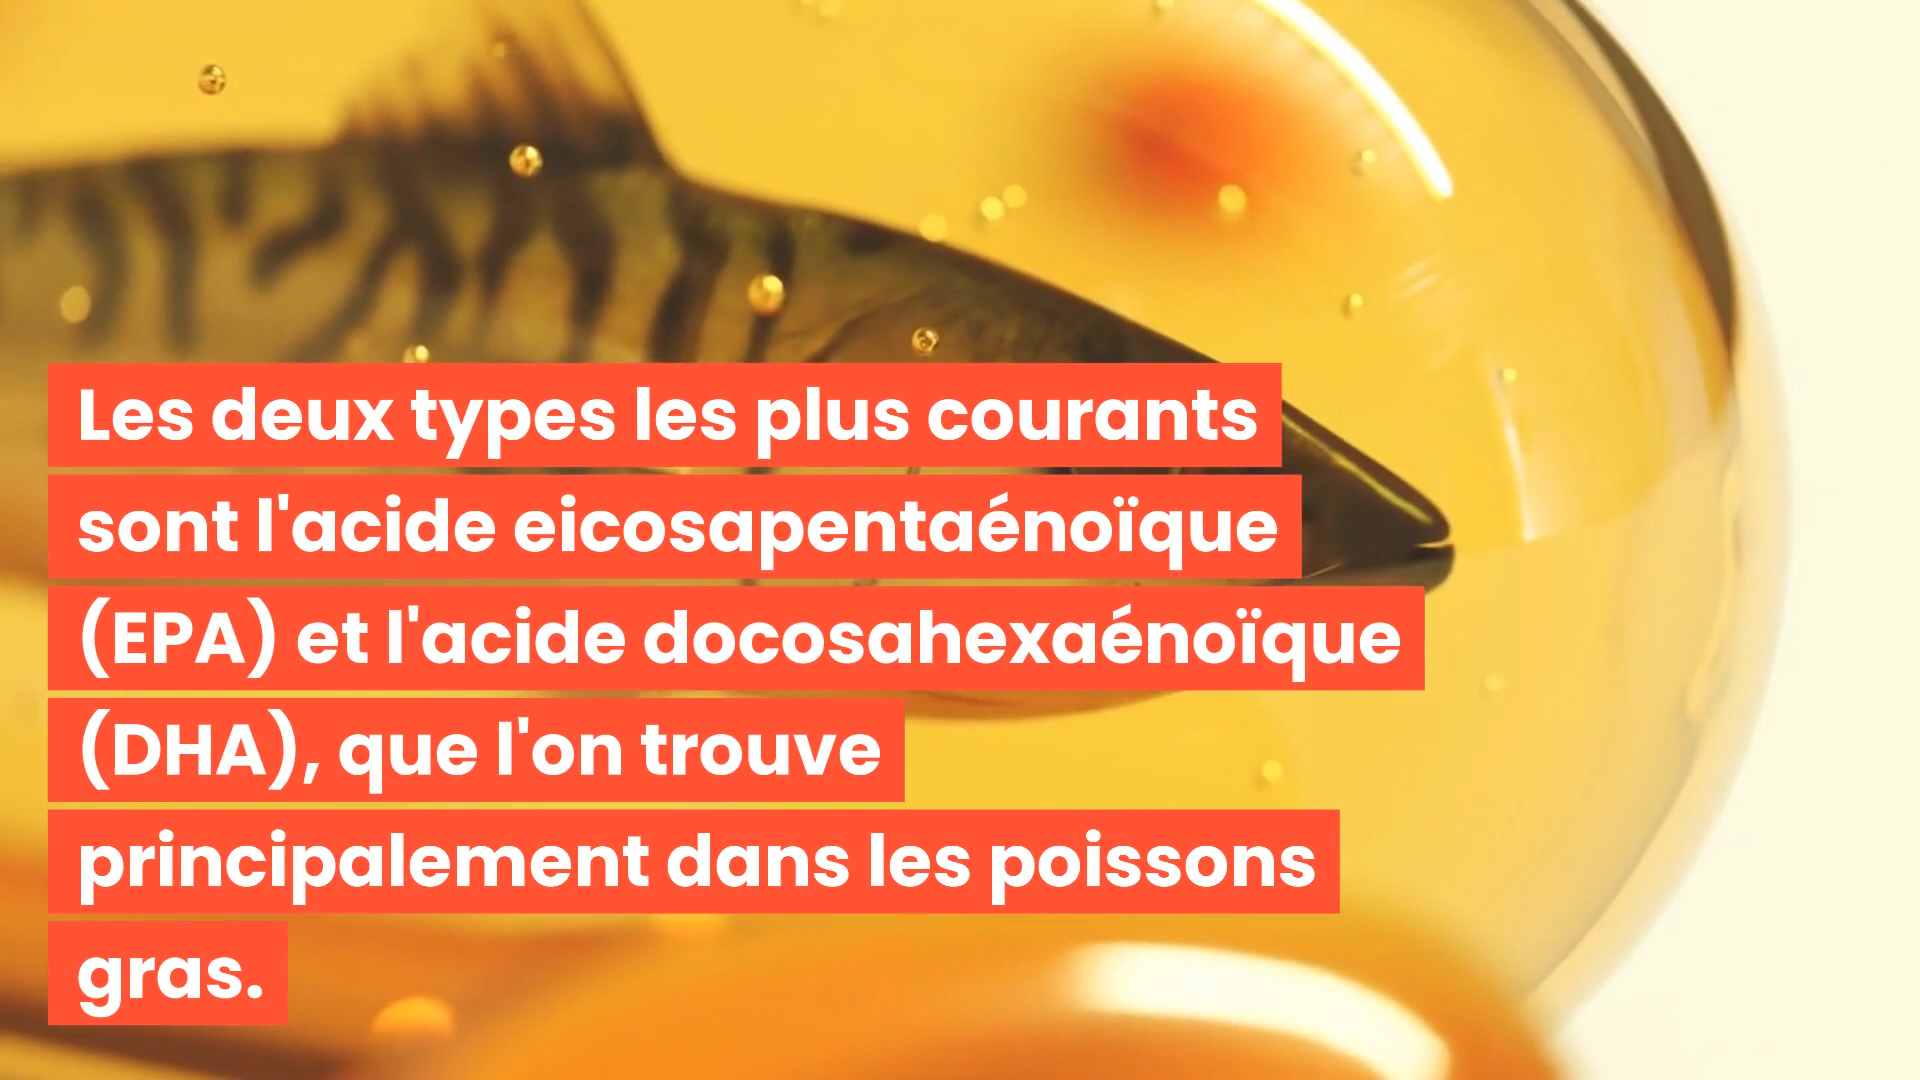 Les deux types les plus courants
sont l'acide eicosapentaénoïque
(EPA) et l'acide docosahexaénoïque
(DHA), que l'on trouve
principalement dans les poissons
gras.